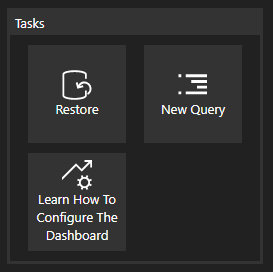 Tasks
Restore
New Query
Learn How To
Configure The
Dashboard